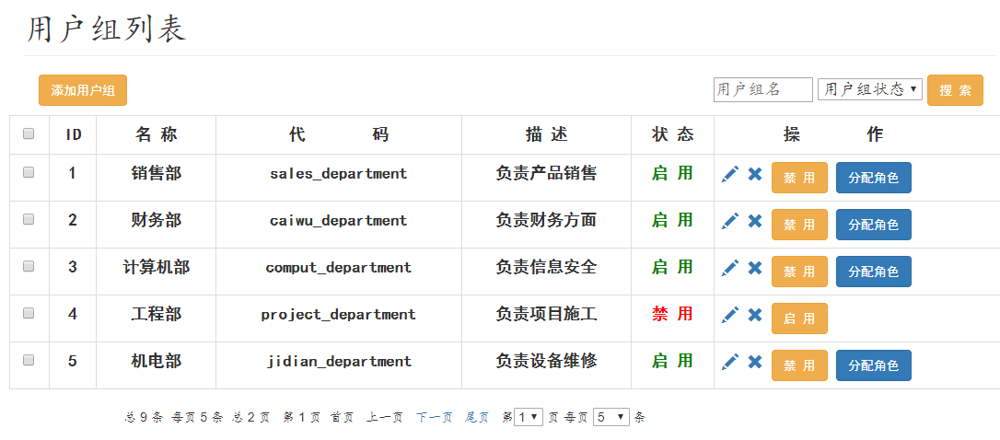 用户组列表
添加用户组 用户组名 用户组状态 搜 索
ID 名 称 代 码 描 述 状 态 操 作
1 销售部 sales_department 负责产品销售 启 用 禁 用 分配角色
2 财务部 caiwu_department 负责财务方面 启 用 禁 用 分配角色
3 计算机部 comput_department 负责信息安全 启 用 禁 用 分配角色
4 工程部 project_department 负责项目施工 禁 用 启 用
5 机电部 jidian_department 负责设备维修 启 用 禁 用 分配角色
总 9 条 每页 5 条 总 2 页 第 1 页 首页 上一页 下一页 尾页 第 1 页 每页 5 条